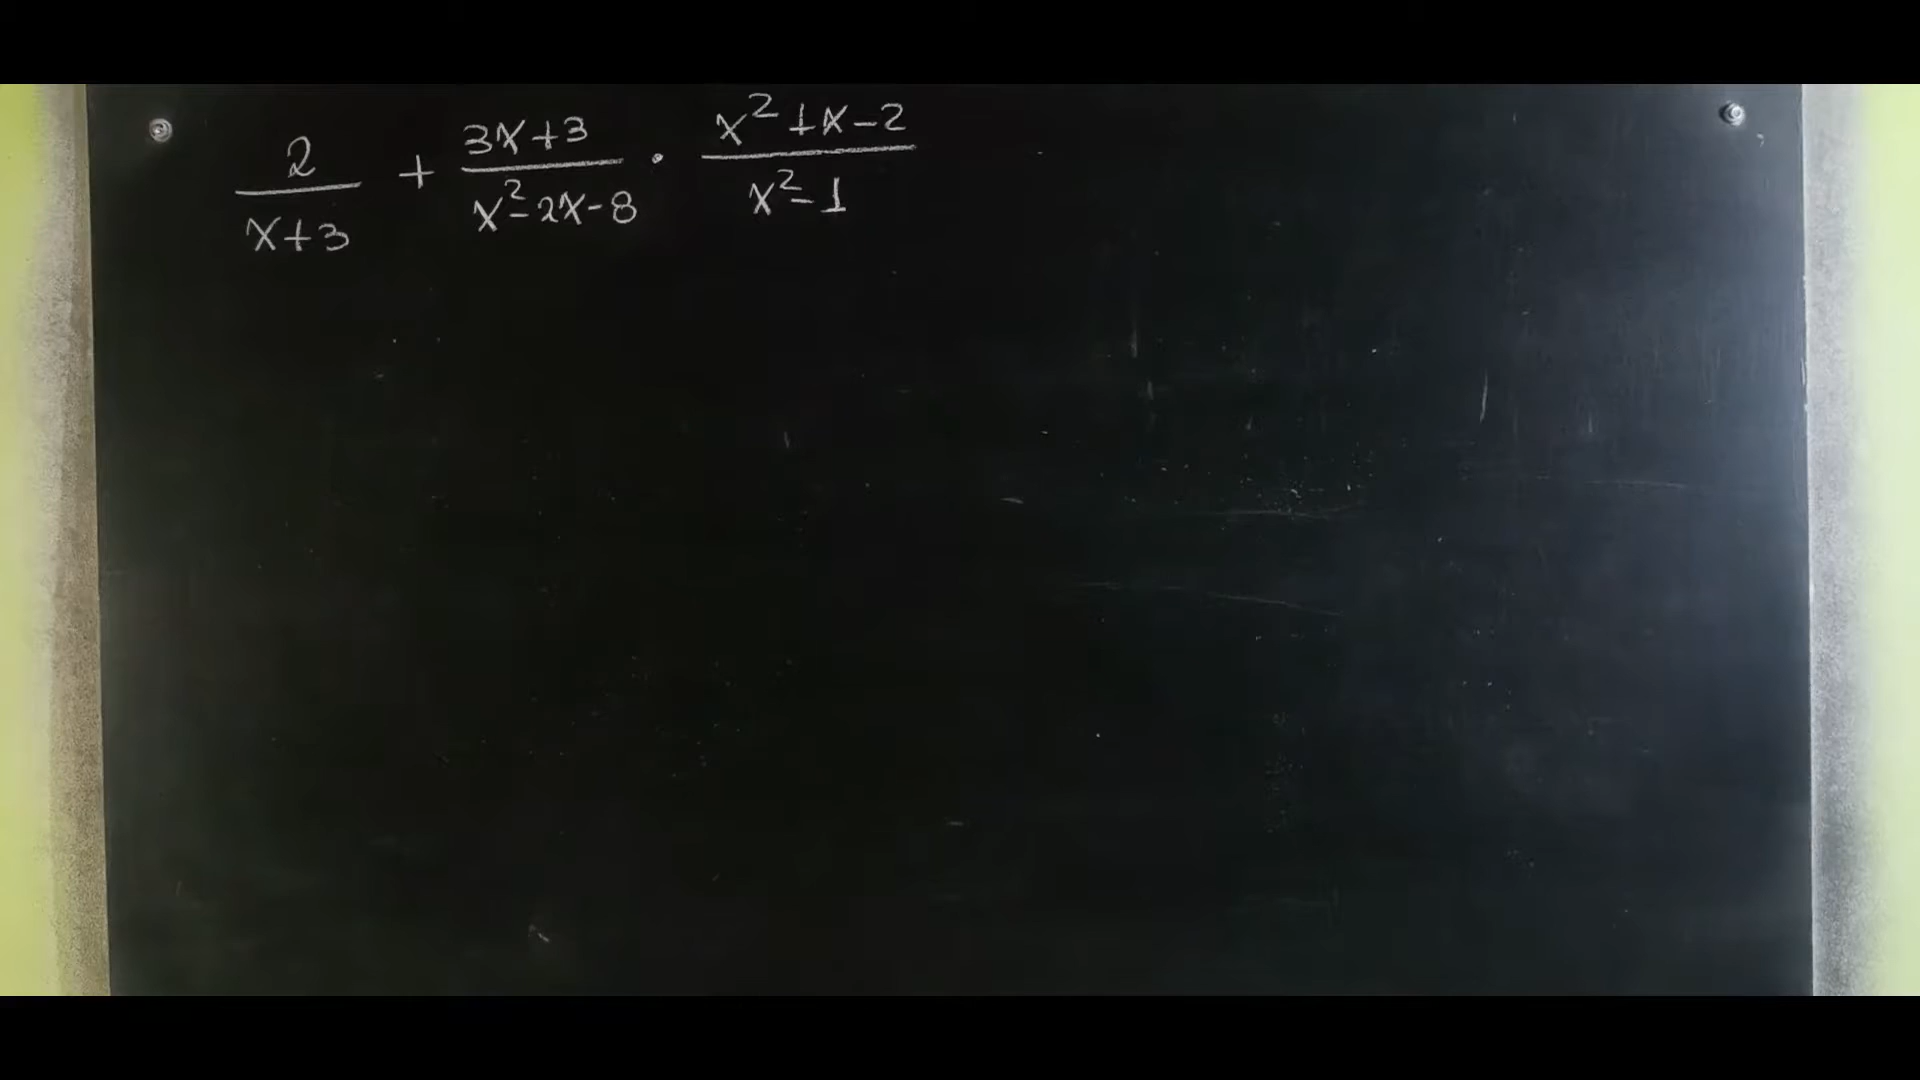 2/(x+3) + (3x+3)/(x²-2x-8) · (x²+x-2)/(x²-1)